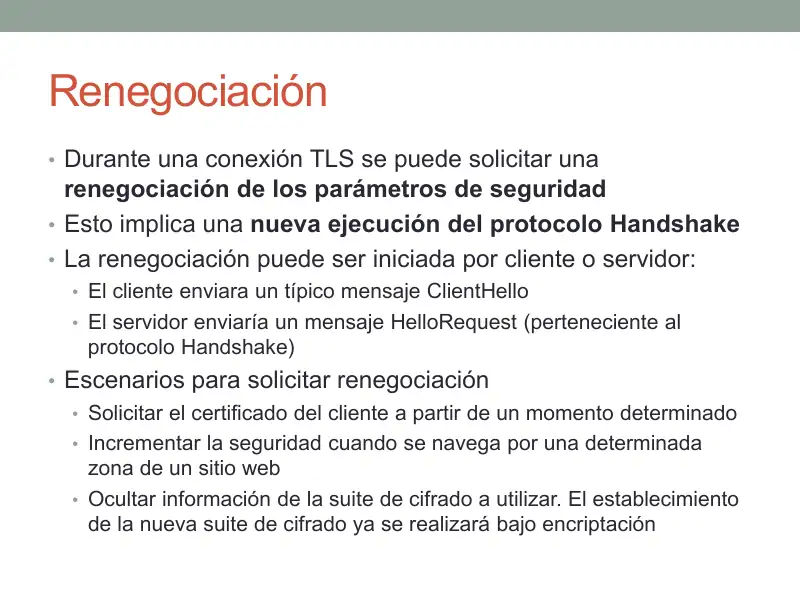 Renegociación
• Durante una conexión TLS se puede solicitar una
renegociación de los parámetros de seguridad
• Esto implica una nueva ejecución del protocolo Handshake
• La renegociación puede ser iniciada por cliente o servidor:
• El cliente enviara un típico mensaje ClientHello
• El servidor enviaría un mensaje HelloRequest (perteneciente al
protocolo Handshake)
• Escenarios para solicitar renegociación
• Solicitar el certificado del cliente a partir de un momento determinado
• Incrementar la seguridad cuando se navega por una determinada
zona de un sitio web
• Ocultar información de la suite de cifrado a utilizar. El establecimiento
de la nueva suite de cifrado ya se realizará bajo encriptación